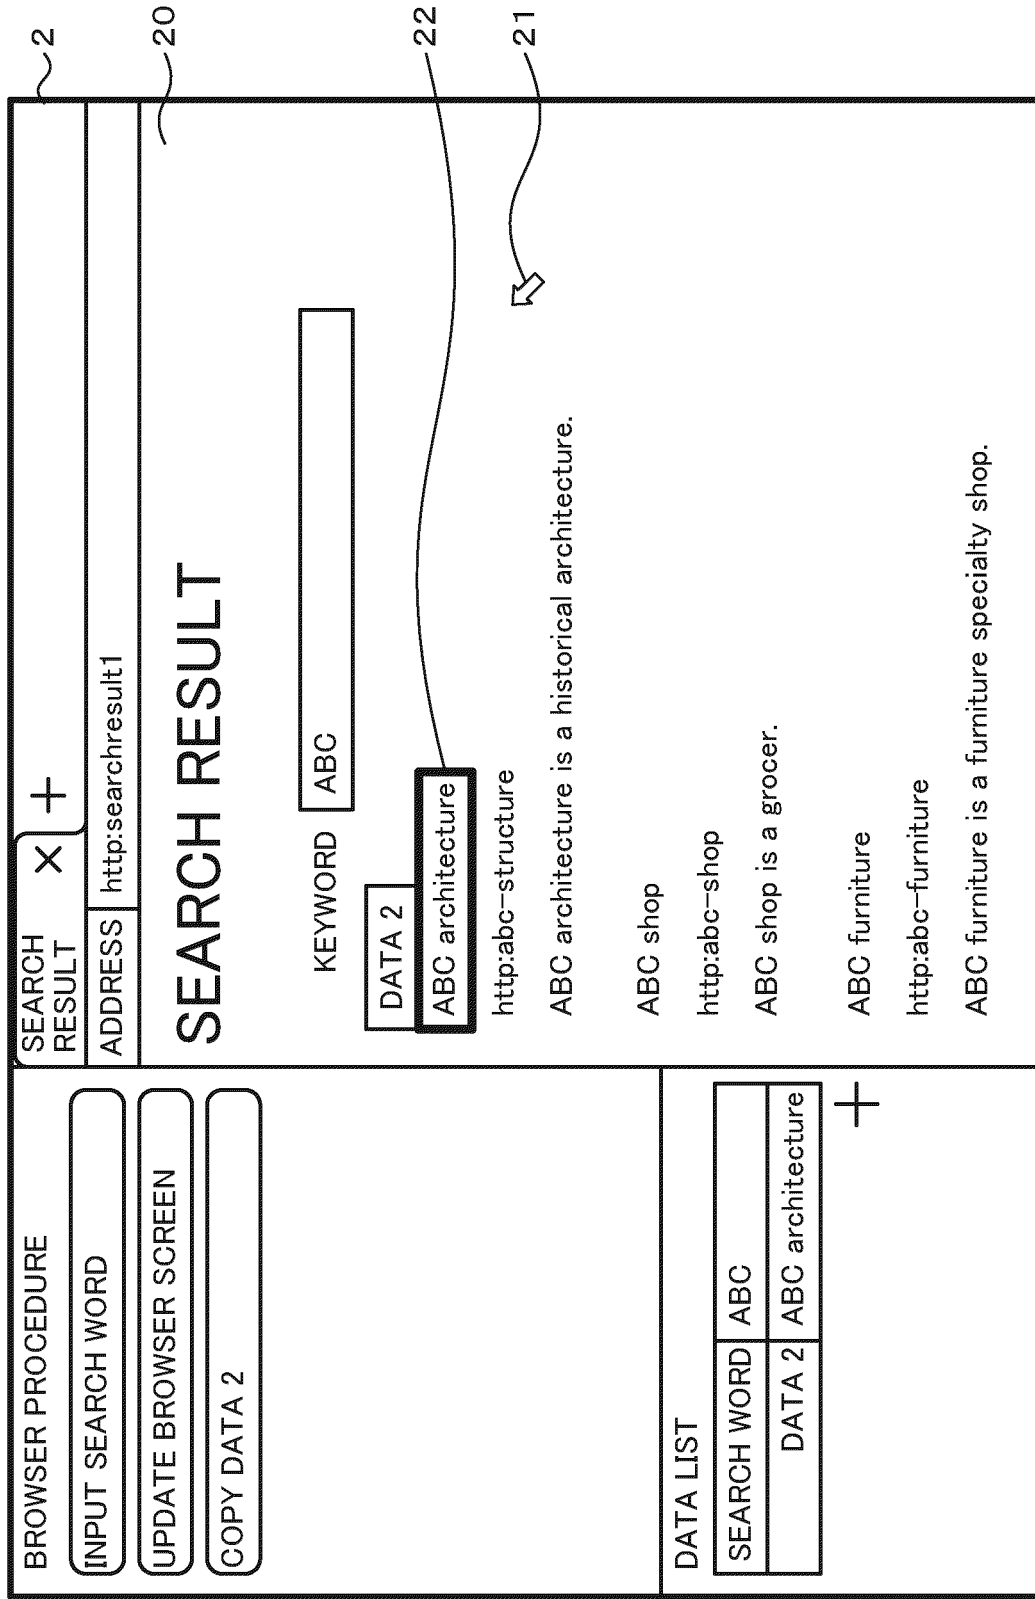 BROWSER PROCEDURE
INPUT SEARCH WORD
UPDATE BROWSER SCREEN
COPY DATA 2
DATA LIST
SEARCH WORD ABC
DATA 2 ABC architecture
+
SEARCH
RESULT
× +
ADDRESS http:searchresult1
SEARCH RESULT
KEYWORD ABC
DATA 2
ABC architecture
http:abc-structure
ABC architecture is a historical architecture.
ABC shop
http:abc-shop
ABC shop is a grocer.
ABC furniture
http:abc-furniture
ABC furniture is a furniture specialty shop.
2
20
22
21